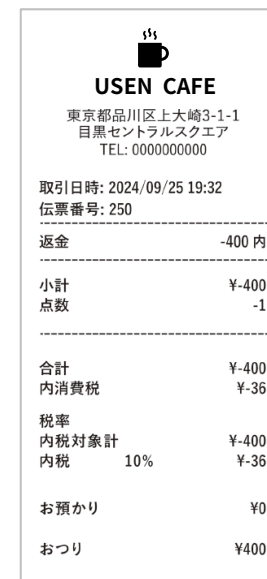 USEN CAFE
東京都品川区上大崎3-1-1
目黒セントラルスクエア
TEL: 0000000000
取引日時: 2024/09/25 19:32
伝票番号: 250
返金 -400 内
小計 ¥-400
点数 -1
合計 ¥-400
内消費税 ¥-36
税率
内税対象計 ¥-400
内税 10% ¥-36
お預かり ¥0
おつり ¥400